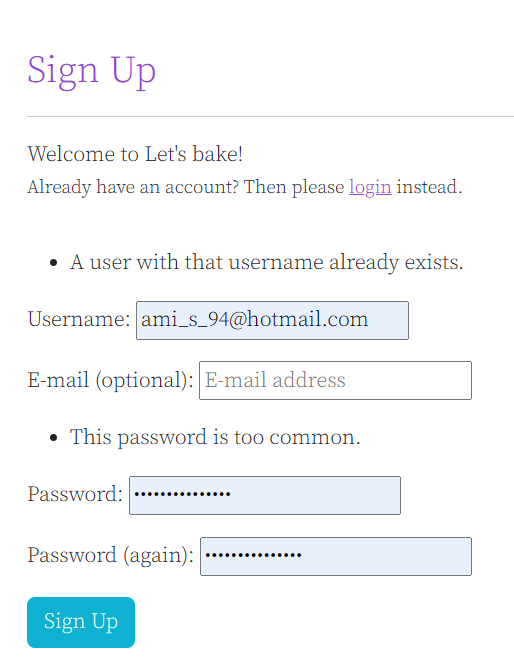 Sign Up
Welcome to Let's bake!
Already have an account? Then please login instead.
• A user with that username already exists.
Username: ami_s_94@hotmail.com
E-mail (optional): E-mail address
• This password is too common.
Password: •••••••••••••••
Password (again): •••••••••••••••
Sign Up